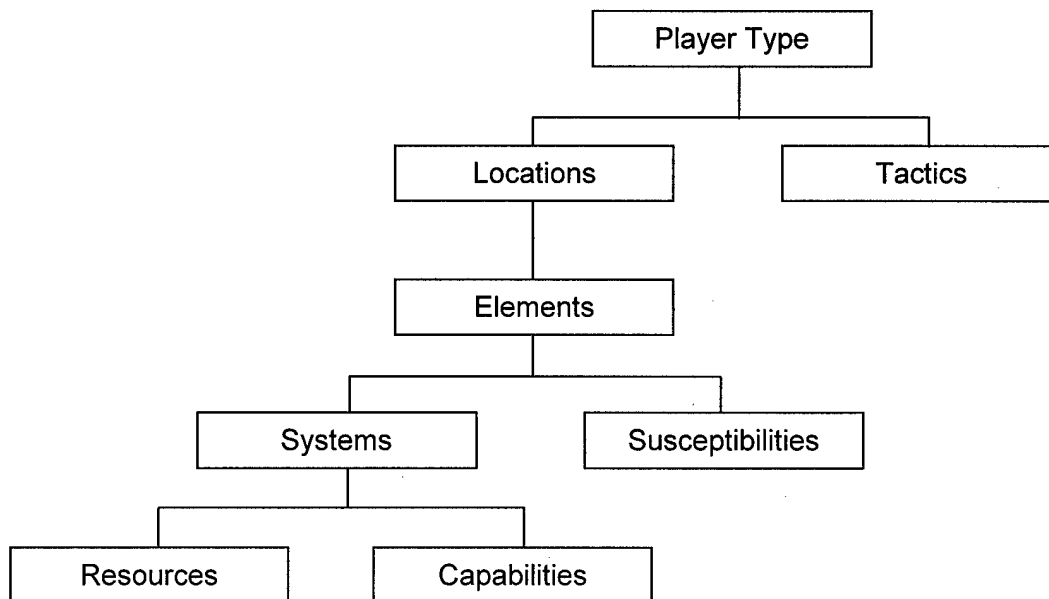 Player Type
Locations
Tactics
Elements
Systems
Susceptibilities
Resources
Capabilities